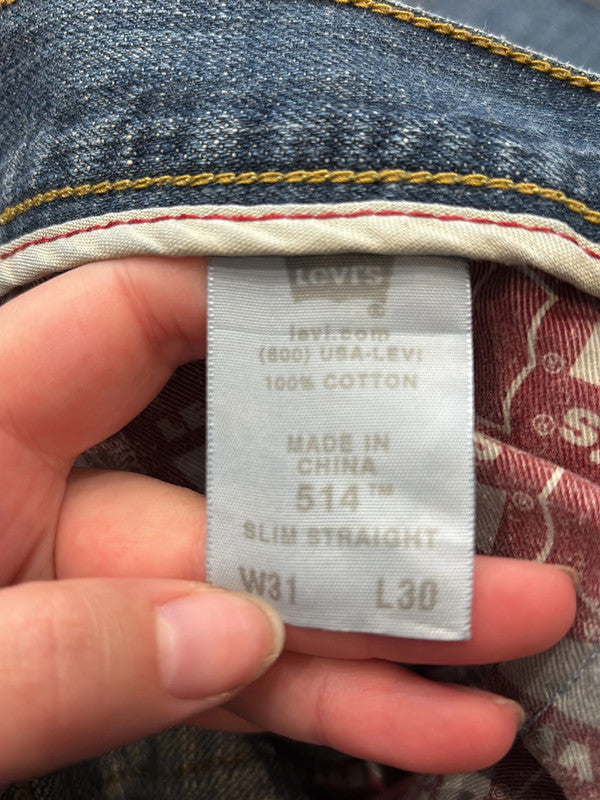 Levi's
®
levi.com
(800) USA-LEVI
100% COTTON
MADE IN
CHINA
514™
SLIM STRAIGHT
W31 L30